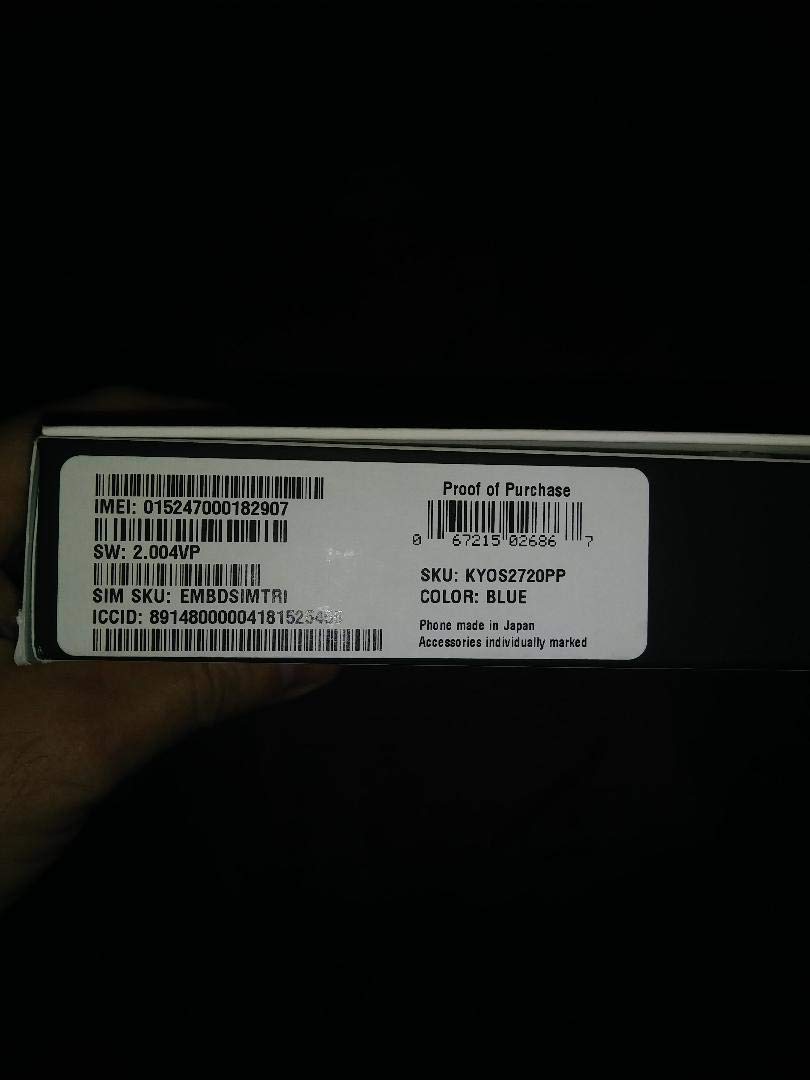 IMEI: 015247000182907
SW: 2.004VP
SIM SKU: EMBDSIMTRI
ICCID:
Proof of Purchase
0 67215 02686 7
SKU: KYOS2720PP
COLOR: BLUE
Phone made in Japan
Accessories individually marked